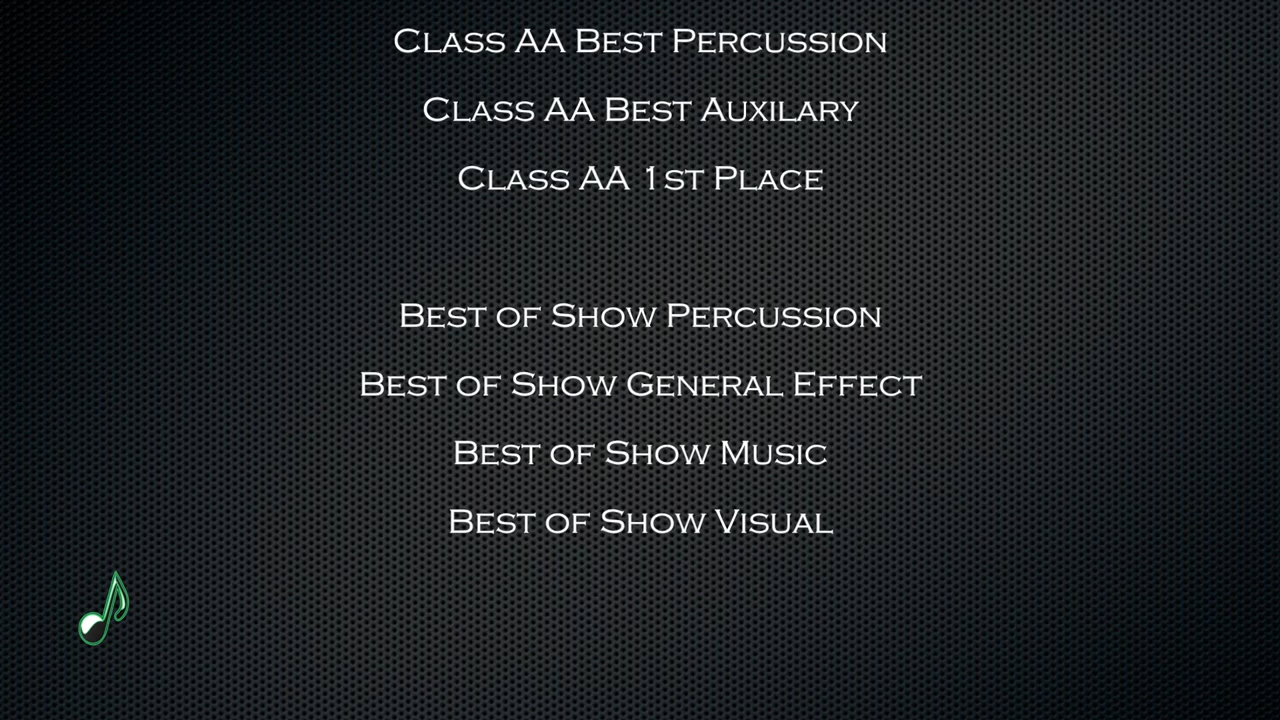 Class AA Best Percussion
Class AA Best Auxilary
Class AA 1st Place
Best of Show Percussion
Best of Show General Effect
Best of Show Music
Best of Show Visual